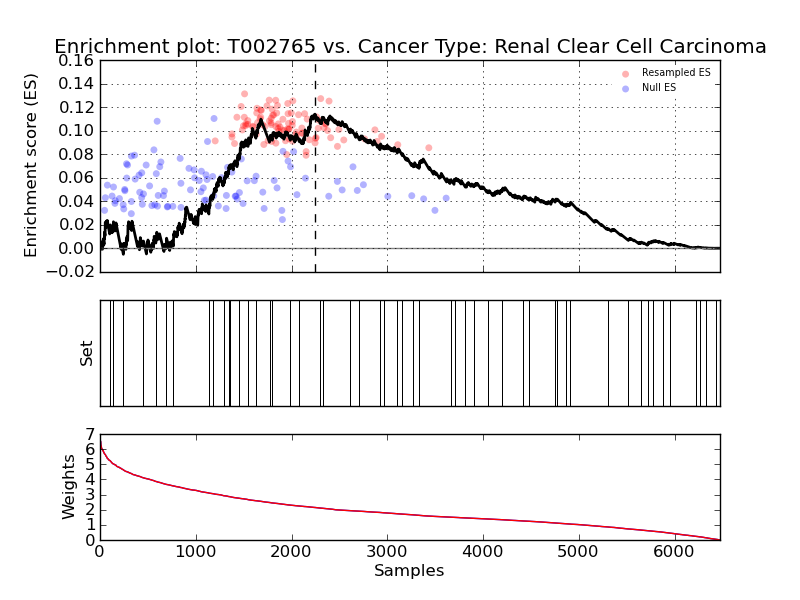 Enrichment plot: T002765 vs. Cancer Type: Renal Clear Cell Carcinoma
0.16
0.14
0.12
0.10
0.08
0.06
0.04
0.02
0.00
−0.02
Enrichment score (ES)
Resampled ES
Null ES
Set
7
6
5
4
3
2
1
0
Weights
0 1000 2000 3000 4000 5000 6000
Samples